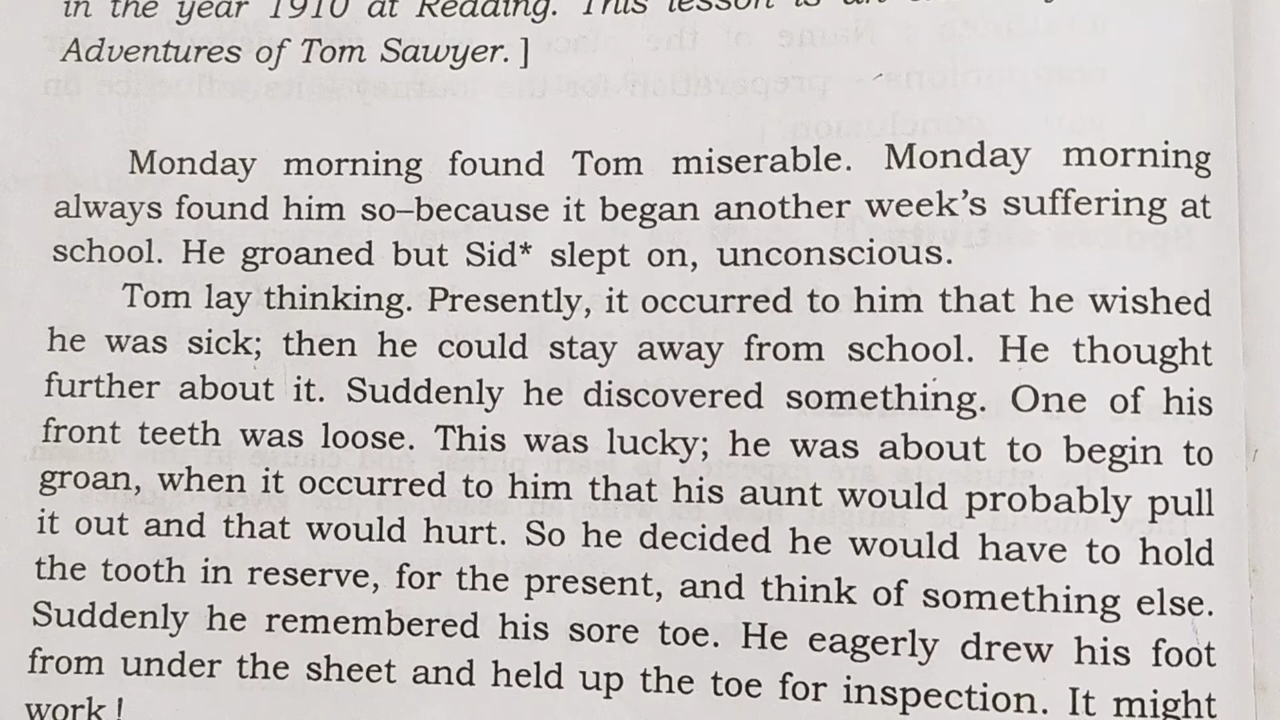 in the year 1910 at Reading. This lesson is an
Adventures of Tom Sawyer. ]
Monday morning found Tom miserable. Monday morning
always found him so–because it began another week's suffering at
school. He groaned but Sid* slept on, unconscious.
Tom lay thinking. Presently, it occurred to him that he wished
he was sick; then he could stay away from school. He thought
further about it. Suddenly he discovered something. One of his
front teeth was loose. This was lucky; he was about to begin to
groan, when it occurred to him that his aunt would probably pull
it out and that would hurt. So he decided he would have to hold
the tooth in reserve, for the present, and think of something else.
Suddenly he remembered his sore toe. He eagerly drew his foot
from under the sheet and held up the toe for inspection. It might
work !